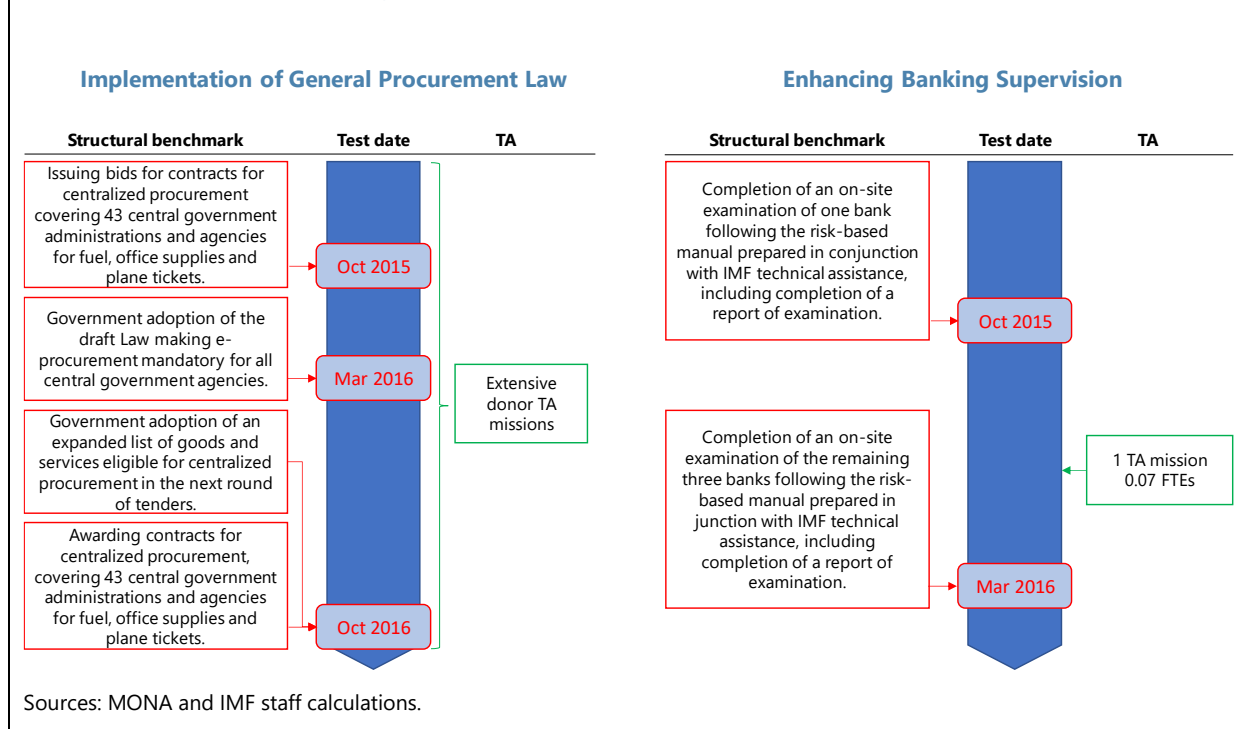 Implementation of General Procurement Law
Structural benchmark
Test date
TA
Issuing bids for contracts for
centralized procurement
covering 43 central government
administrations and agencies
for fuel, office supplies and
plane tickets.
Oct 2015
Government adoption of the
draft Law making e-
procurement mandatory for all
central government agencies.
Mar 2016
Extensive
donor TA
missions
Government adoption of an
expanded list of goods and
services eligible for centralized
procurement in the next round
of tenders.
Awarding contracts for
centralized procurement,
covering 43 central government
administrations and agencies
for fuel, office supplies and
plane tickets.
Oct 2016
Enhancing Banking Supervision
Structural benchmark
Test date
TA
Completion of an on-site
examination of one bank
following the risk-based
manual prepared in conjunction
with IMF technical assistance,
including completion of a
report of examination.
Oct 2015
Completion of an on-site
examination of the remaining
three banks following the risk-
based manual prepared in
junction with IMF technical
assistance, including
completion of a report of
examination.
Mar 2016
1 TA mission
0.07 FTEs
Sources: MONA and IMF staff calculations.